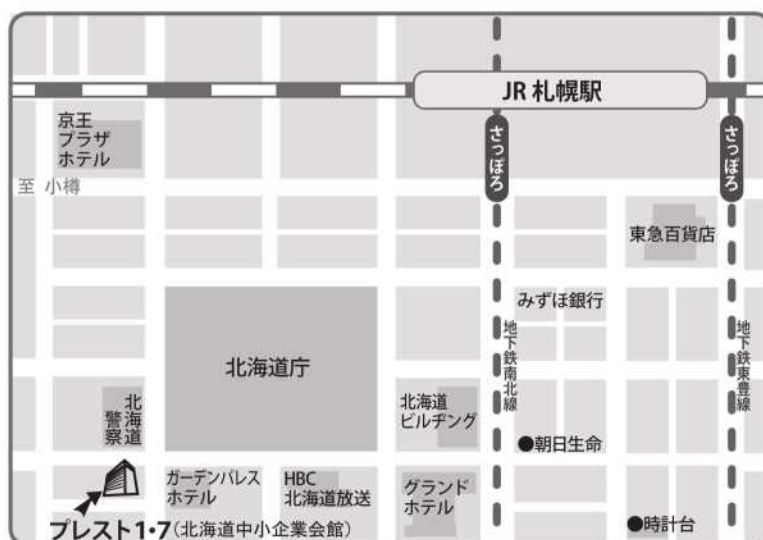 JR 札幌駅
京王
プラザ
ホテル
さっぽろ
さっぽろ
至 小樽
東急百貨店
みずほ銀行
地下鉄南北線
地下鉄東豊線
北海道庁
北海道
警察
北海道
ビルヂング
●朝日生命
ガーデンパレス
ホテル
HBC
北海道放送
グランド
ホテル
●時計台
プレスト1・7(北海道中小企業会館)